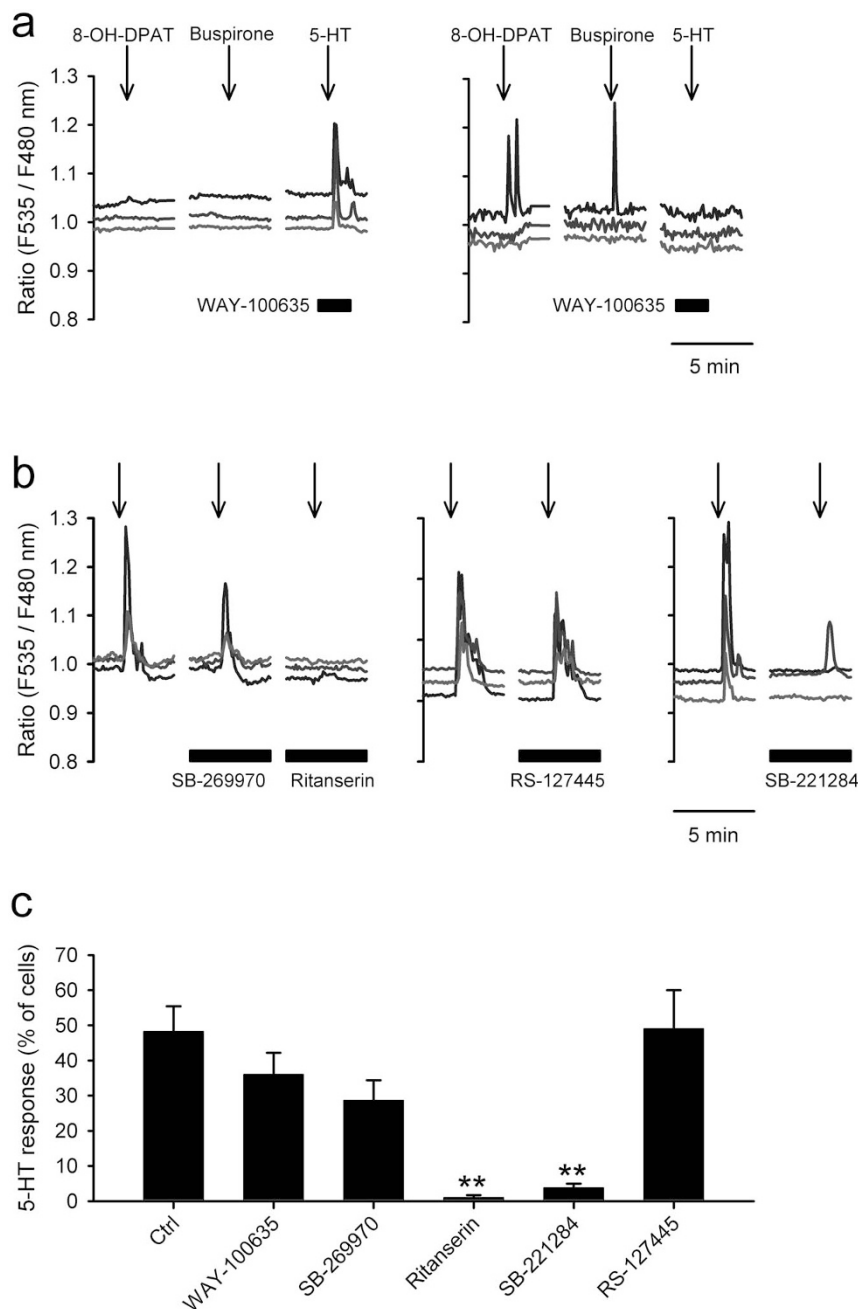 a
8-OH-DPAT Buspirone 5-HT
8-OH-DPAT Buspirone 5-HT
Ratio (F535 / F480 nm)
1.3
1.2
1.1
1.0
0.9
0.8
WAY-100635
WAY-100635
5 min
b
Ratio (F535 / F480 nm)
1.3
1.2
1.1
1.0
0.9
0.8
SB-269970 Ritanserin
RS-127445
SB-221284
5 min
c
5-HT response (% of cells)
70
60
50
40
30
20
10
0
**
**
Ctrl
WAY-100635
SB-269970
Ritanserin
SB-221284
RS-127445